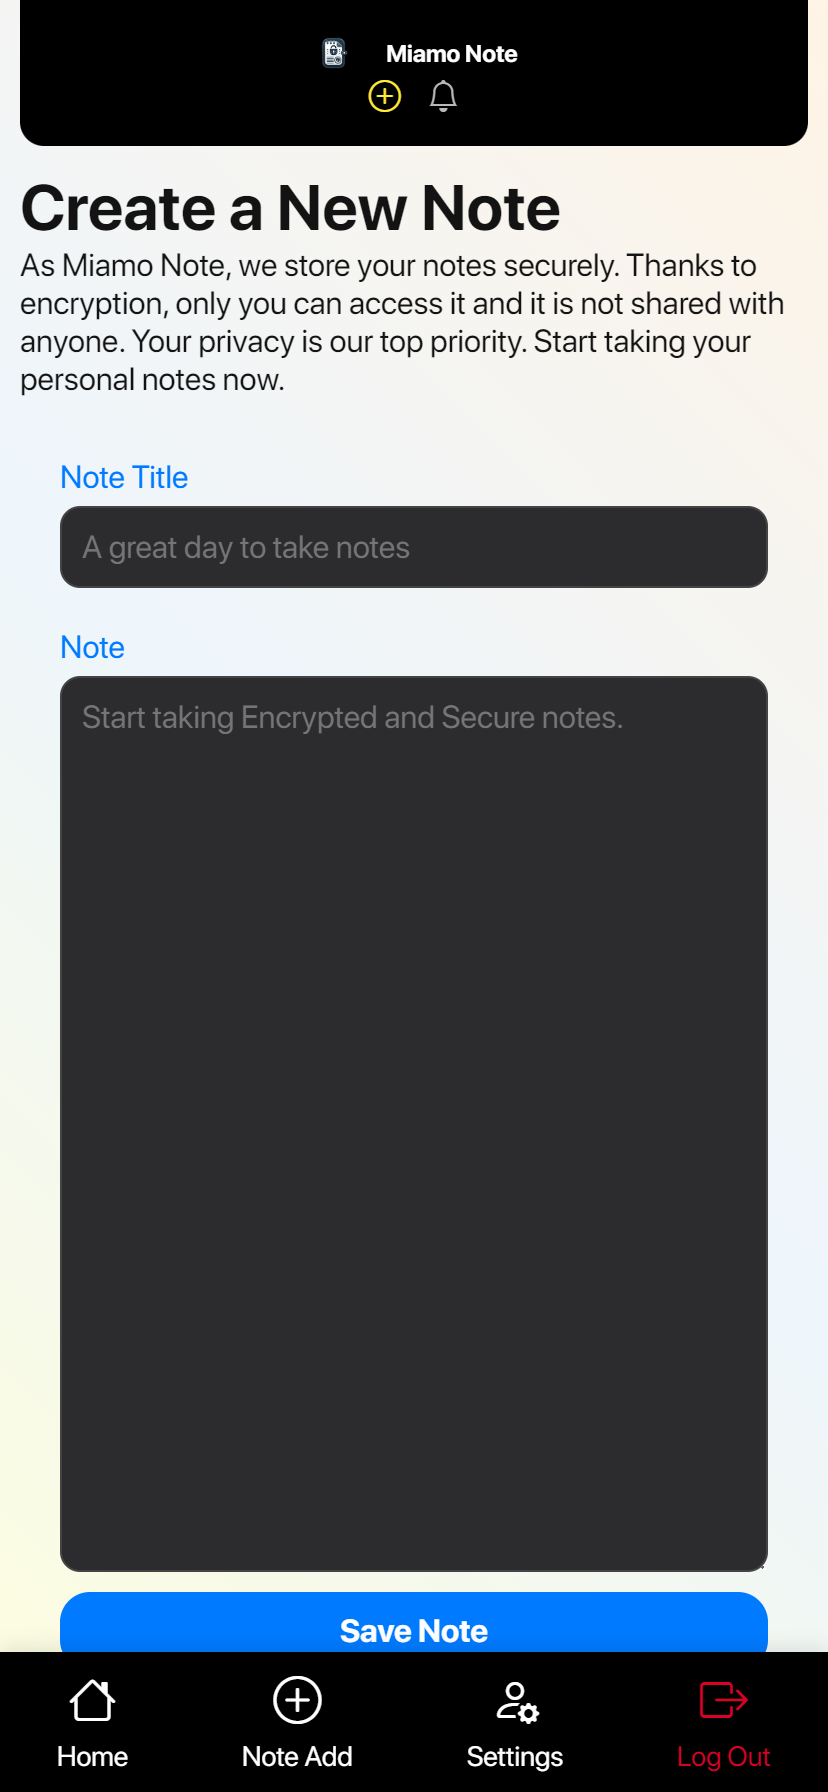 Miamo Note
Create a New Note
As Miamo Note, we store your notes securely. Thanks to
encryption, only you can access it and it is not shared with
anyone. Your privacy is our top priority. Start taking your
personal notes now.
Note Title
A great day to take notes
Note
Start taking Encrypted and Secure notes.
Save Note
Home
Note Add
Settings
Log Out